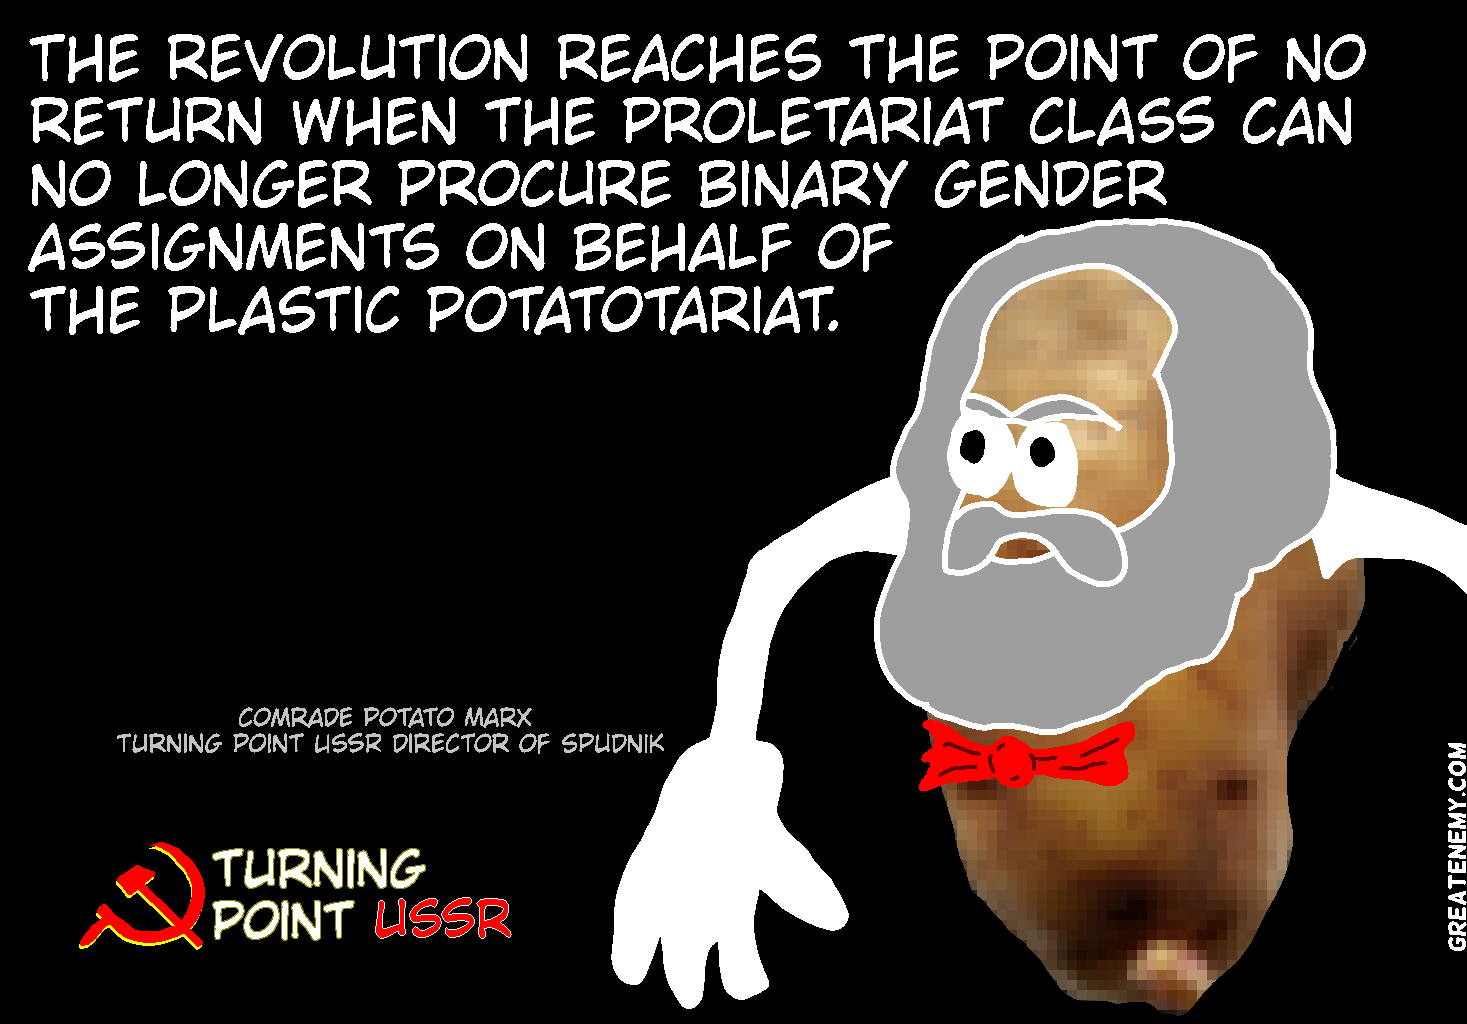 THE REVOLUTION REACHES THE POINT OF NO
RETURN WHEN THE PROLETARIAT CLASS CAN
NO LONGER PROCURE BINARY GENDER
ASSIGNMENTS ON BEHALF OF
THE PLASTIC POTATOTARIAT.
COMRADE POTATO MARX
TURNING POINT USSR DIRECTOR OF SPUDNIK
TURNING
POINT USSR
GREATENEMY.COM